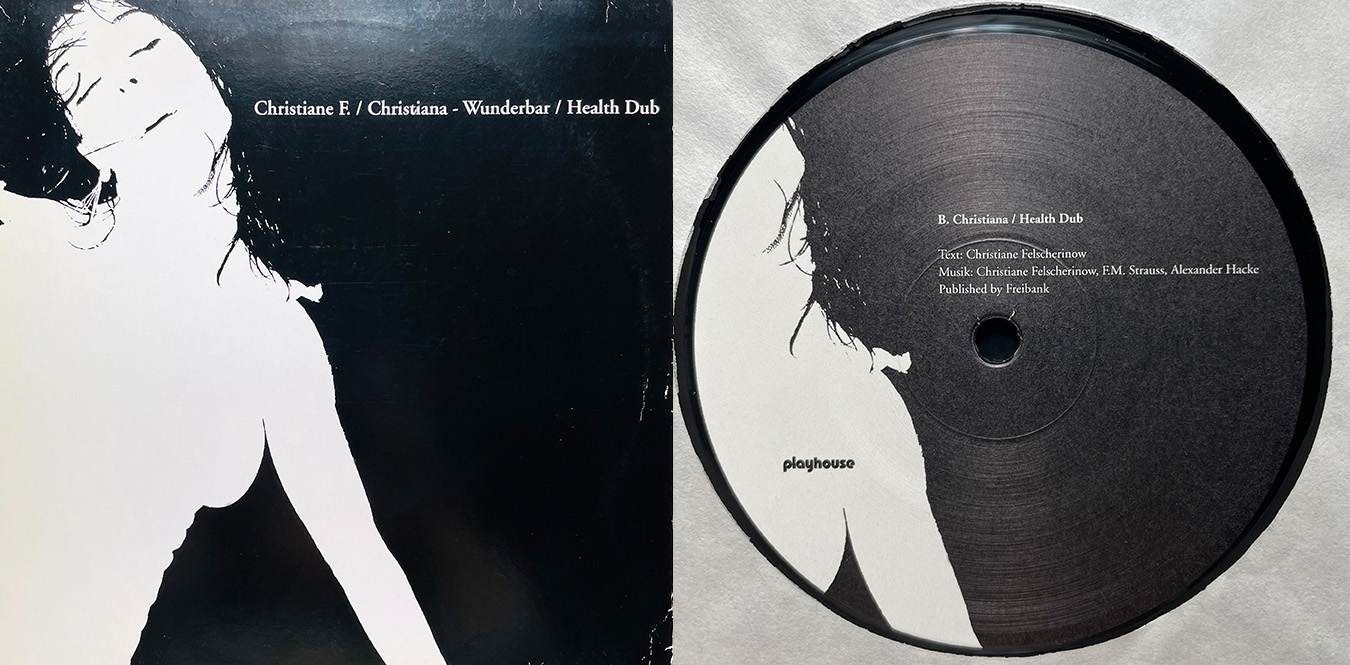 Christiane F. / Christiana - Wunderbar / Health Dub
B. Christiana / Health Dub
Text: Christiane Felscherinow
Musik: Christiane Felscherinow, F.M. Strauss, Alexander Hacke
Published by Freibank
playhouse